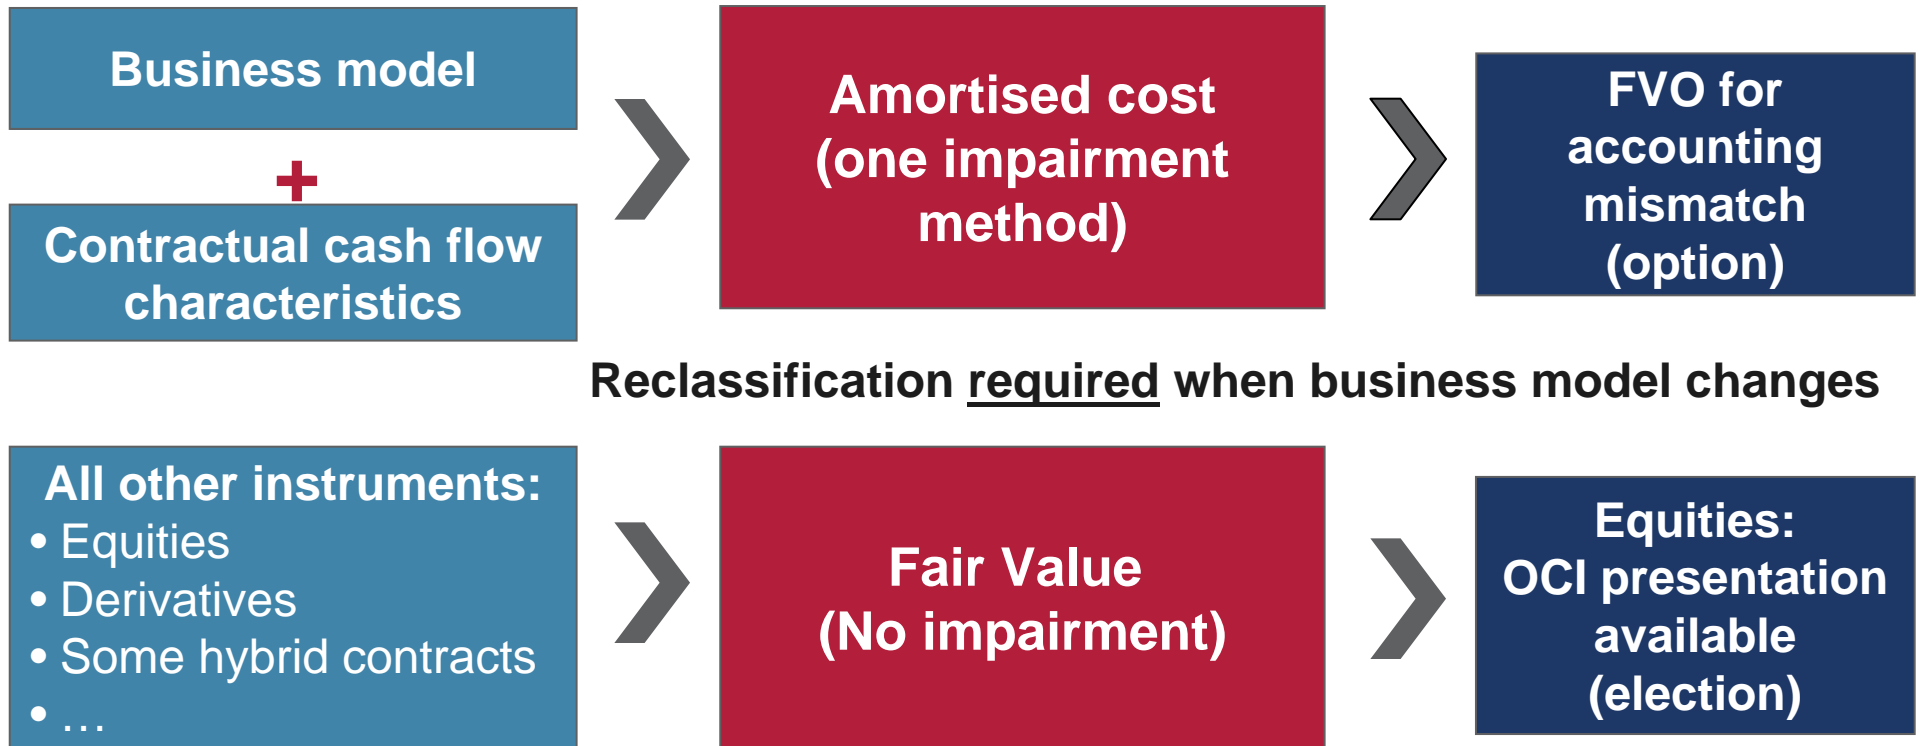 Business model
+
Contractual cash flow
characteristics
Amortised cost
(one impairment
method)
FVO for
accounting
mismatch
(option)
Reclassification required when business model changes
All other instruments:
• Equities
• Derivatives
• Some hybrid contracts
• …
Fair Value
(No impairment)
Equities:
OCI presentation
available
(election)